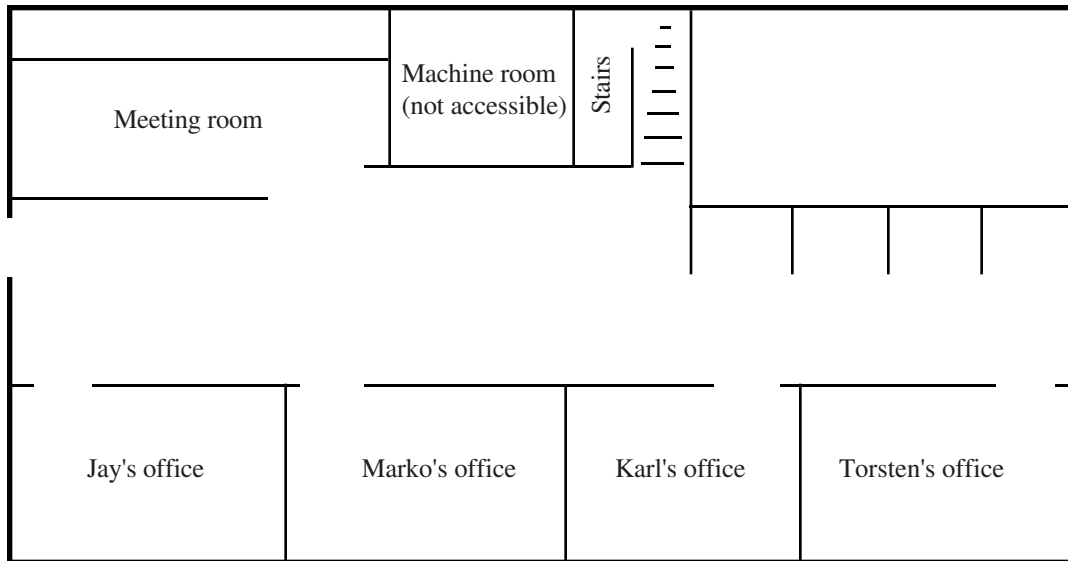 Machine room
(not accessible)
Stairs
Meeting room
Jay's office
Marko's office
Karl's office
Torsten's office